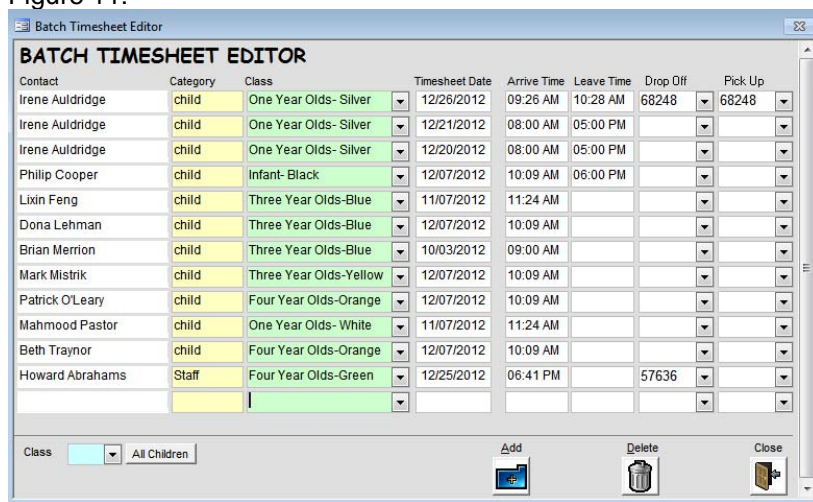 Figure 11:
Batch Timesheet Editor
BATCH TIMESHEET EDITOR
Contact Category Class Timesheet Date Arrive Time Leave Time Drop Off Pick Up
Irene Auldridge child One Year Olds- Silver 12/26/2012 09:26 AM 10:28 AM 68248 68248
Irene Auldridge child One Year Olds- Silver 12/21/2012 08:00 AM 05:00 PM
Irene Auldridge child One Year Olds- Silver 12/20/2012 08:00 AM 05:00 PM
Philip Cooper child Infant- Black 12/07/2012 10:09 AM 06:00 PM
Lixin Feng child Three Year Olds-Blue 11/07/2012 11:24 AM
Dona Lehman child Three Year Olds-Blue 12/07/2012 10:09 AM
Brian Merrion child Three Year Olds-Blue 10/03/2012 09:00 AM
Mark Mistrik child Three Year Olds-Yellow 12/07/2012 10:09 AM
Patrick O'Leary child Four Year Olds-Orange 12/07/2012 10:09 AM
Mahmood Pastor child One Year Olds- White 11/07/2012 11:24 AM
Beth Traynor child Four Year Olds-Orange 12/07/2012 10:09 AM
Howard Abrahams Staff Four Year Olds-Green 12/25/2012 06:41 PM 57636
Class All Children Add Delete Close